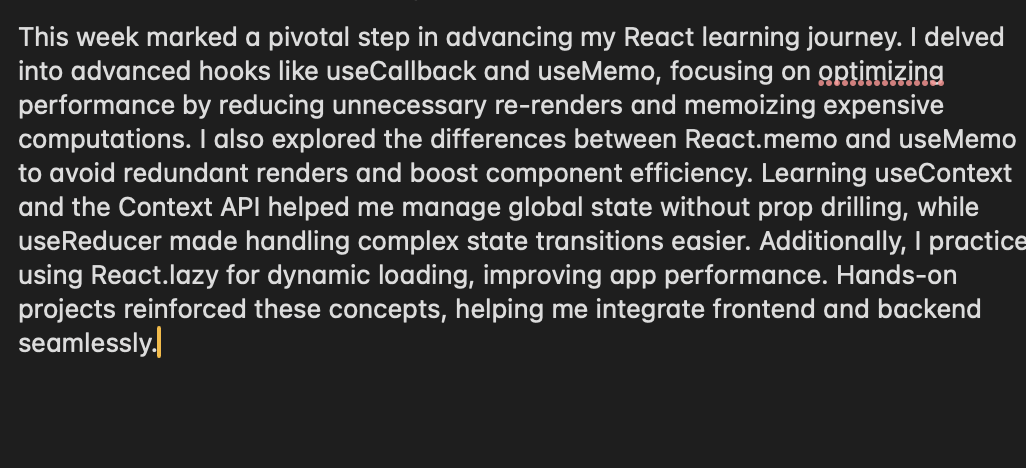 This week marked a pivotal step in advancing my React learning journey. I delved
into advanced hooks like useCallback and useMemo, focusing on optimizing
performance by reducing unnecessary re-renders and memoizing expensive
computations. I also explored the differences between React.memo and useMemo
to avoid redundant renders and boost component efficiency. Learning useContext
and the Context API helped me manage global state without prop drilling, while
useReducer made handling complex state transitions easier. Additionally, I practice
using React.lazy for dynamic loading, improving app performance. Hands-on
projects reinforced these concepts, helping me integrate frontend and backend
seamlessly.